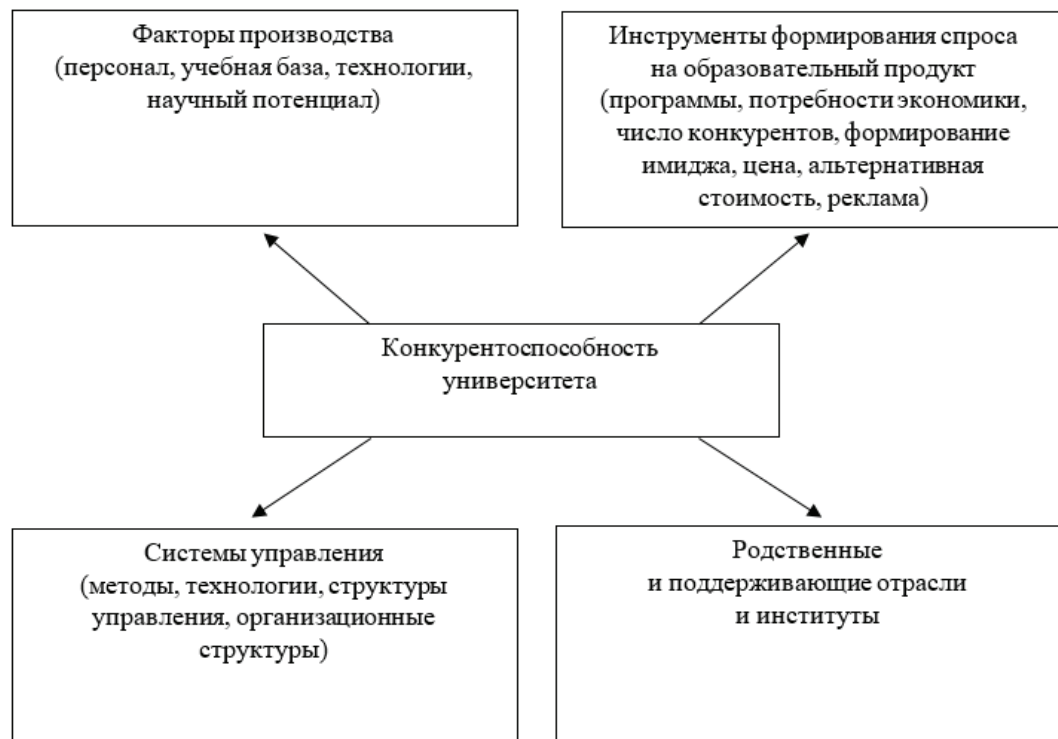 Факторы производства
(персонал, учебная база, технологии,
научный потенциал)
Инструменты формирования спроса
на образовательный продукт
(программы, потребности экономики,
число конкурентов, формирование
имиджа, цена, альтернативная
стоимость, реклама)
Конкурентоспособность
университета
Системы управления
(методы, технологии, структуры
управления, организационные
структуры)
Родственные
и поддерживающие отрасли
и институты